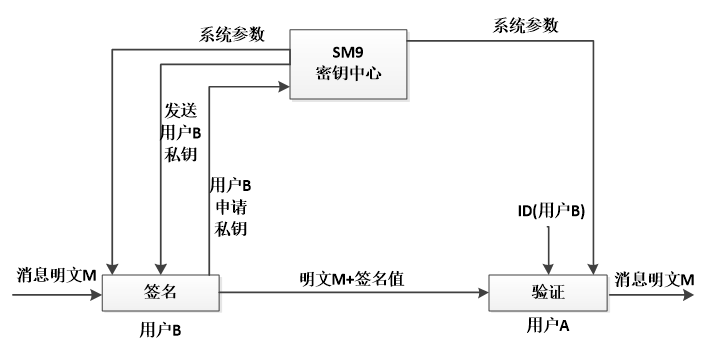 系统参数
SM9
密钥中心
系统参数
发送
用户B
私钥
用户B
申请
私钥
ID(用户B)
消息明文M
签名
明文M+签名值
验证
消息明文M
用户B
用户A